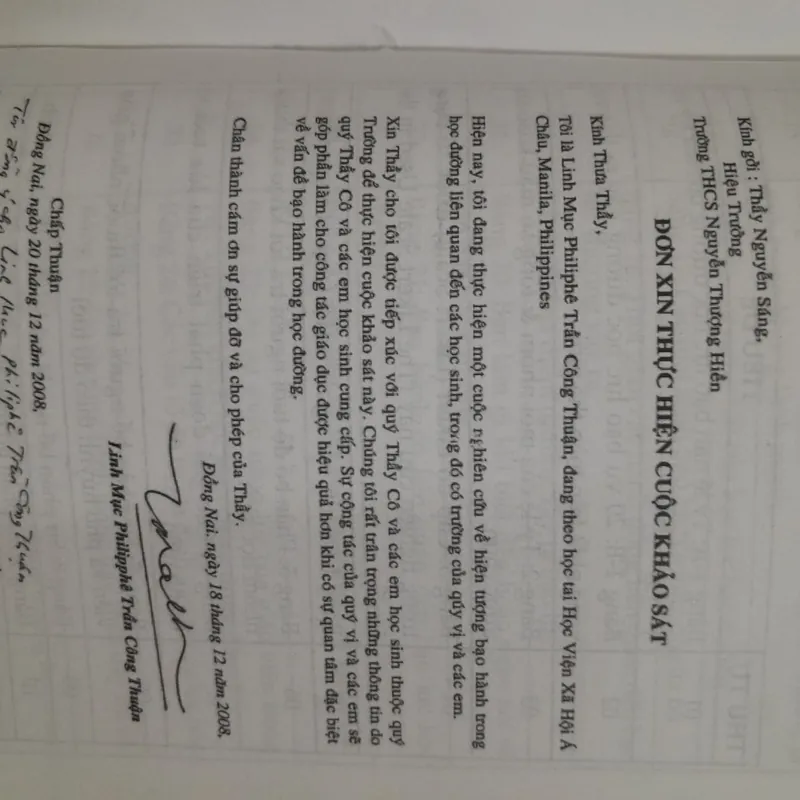 Kính gởi : Thầy Nguyễn Sáng,
Hiệu Trưởng
Trường THCS Nguyễn Thượng Hiền
ĐƠN XIN THỰC HIỆN CUỘC KHẢO SÁT
Kính Thưa Thầy,
Tôi là Linh Mục Philiphê Trần Công Thuận, đang theo học tai Học Viện Xã Hội Á
Châu, Manila, Philippines
Hiện nay, tôi đang thực hiện một cuộc nghiên cứu về hiện tượng bạo hành trong
học đường liên quan đến các học sinh, trong đó có trường của qúy vị và các em.
Xin Thầy cho tôi được tiếp xúc với quý Thầy Cô và các em học sinh thuộc quý
Trường để thực hiện cuộc khảo sát này. Chúng tôi rất trân trọng những thông tin do
quý Thầy Cô và các em học sinh cung cấp. Sự cộng tác của quý vị và các em sẽ
góp phần làm cho công tác giáo dục được hiệu quả hơn khi có sự quan tâm đặc biệt
về vấn đề bạo hành trong học đường.
Chân thành cám ơn sự giúp đỡ và cho phép của Thầy.
Đồng Nai, ngày 18 tháng 12 năm 2008,
Linh Mục Philipphê Trần Công Thuận
Chấp Thuận
Đồng Nai, ngày 20 tháng 12 năm 2008,
Tôi đồng ý cho Linh Mục philiphê Trần Công Thuận